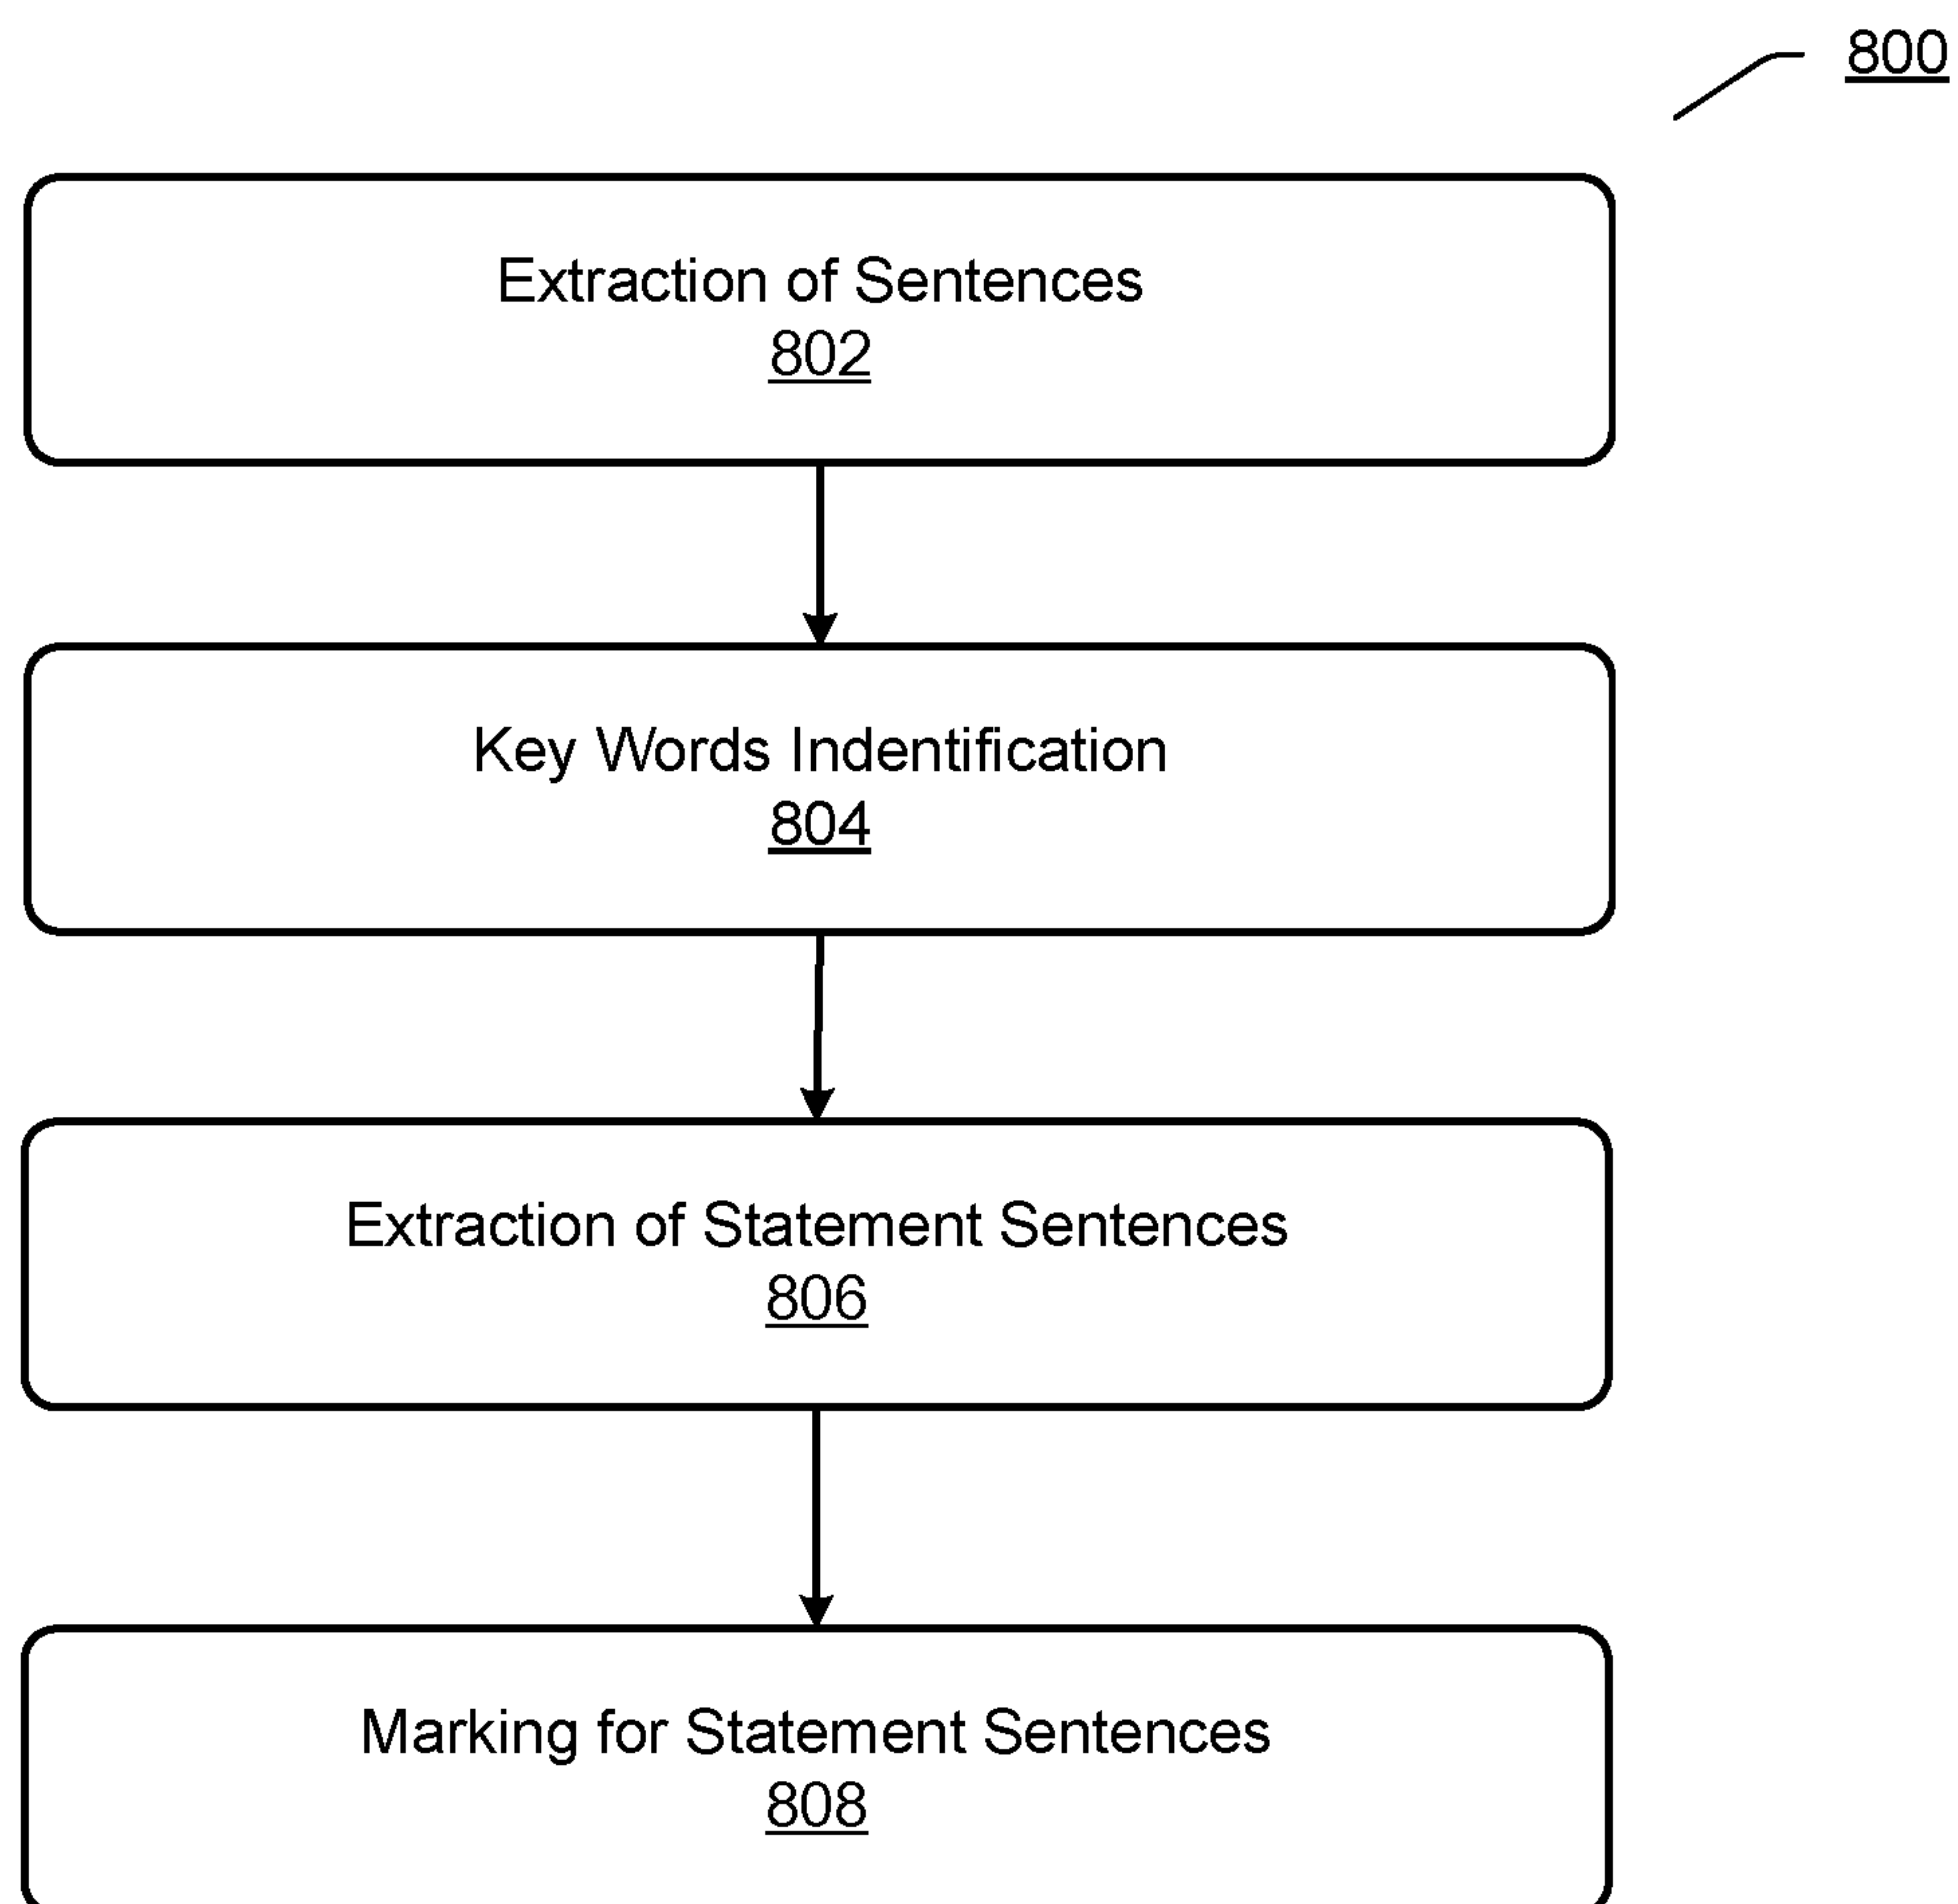 800
Extraction of Sentences
802
Key Words Indentification
804
Extraction of Statement Sentences
806
Marking for Statement Sentences
808